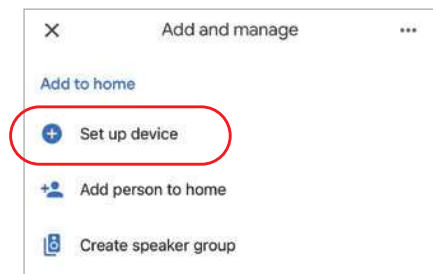 Add and manage
Add to home
Set up device
Add person to home
Create speaker group